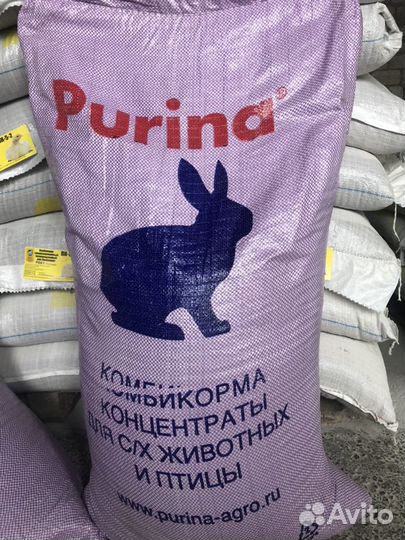 Purina®
КОМБИКОРМА
КОНЦЕНТРАТЫ
ДЛЯ С/Х ЖИВОТНЫХ
И ПТИЦЫ
www.purina-agro.ru
Avito